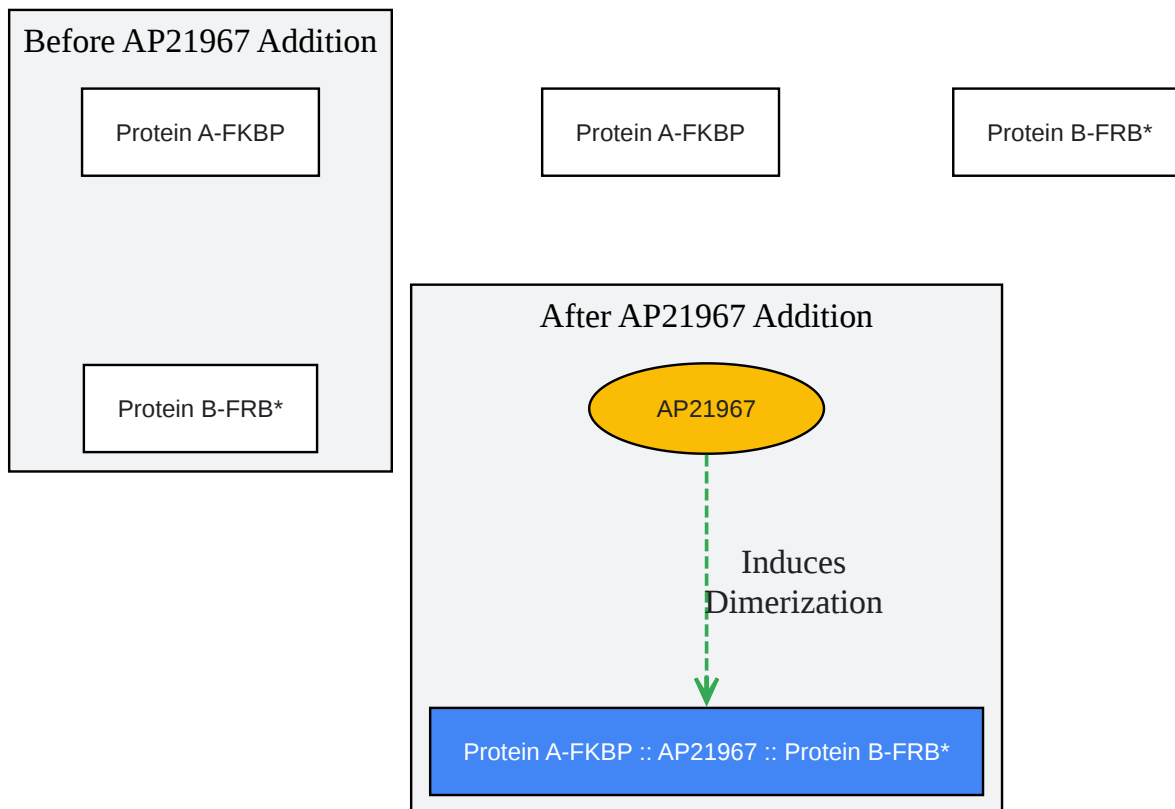 Before AP21967 Addition
Protein A-FKBP
Protein A-FKBP
Protein B-FRB*
After AP21967 Addition
Protein B-FRB*
AP21967
Induces
Dimerization
Protein A-FKBP :: AP21967 :: Protein B-FRB*